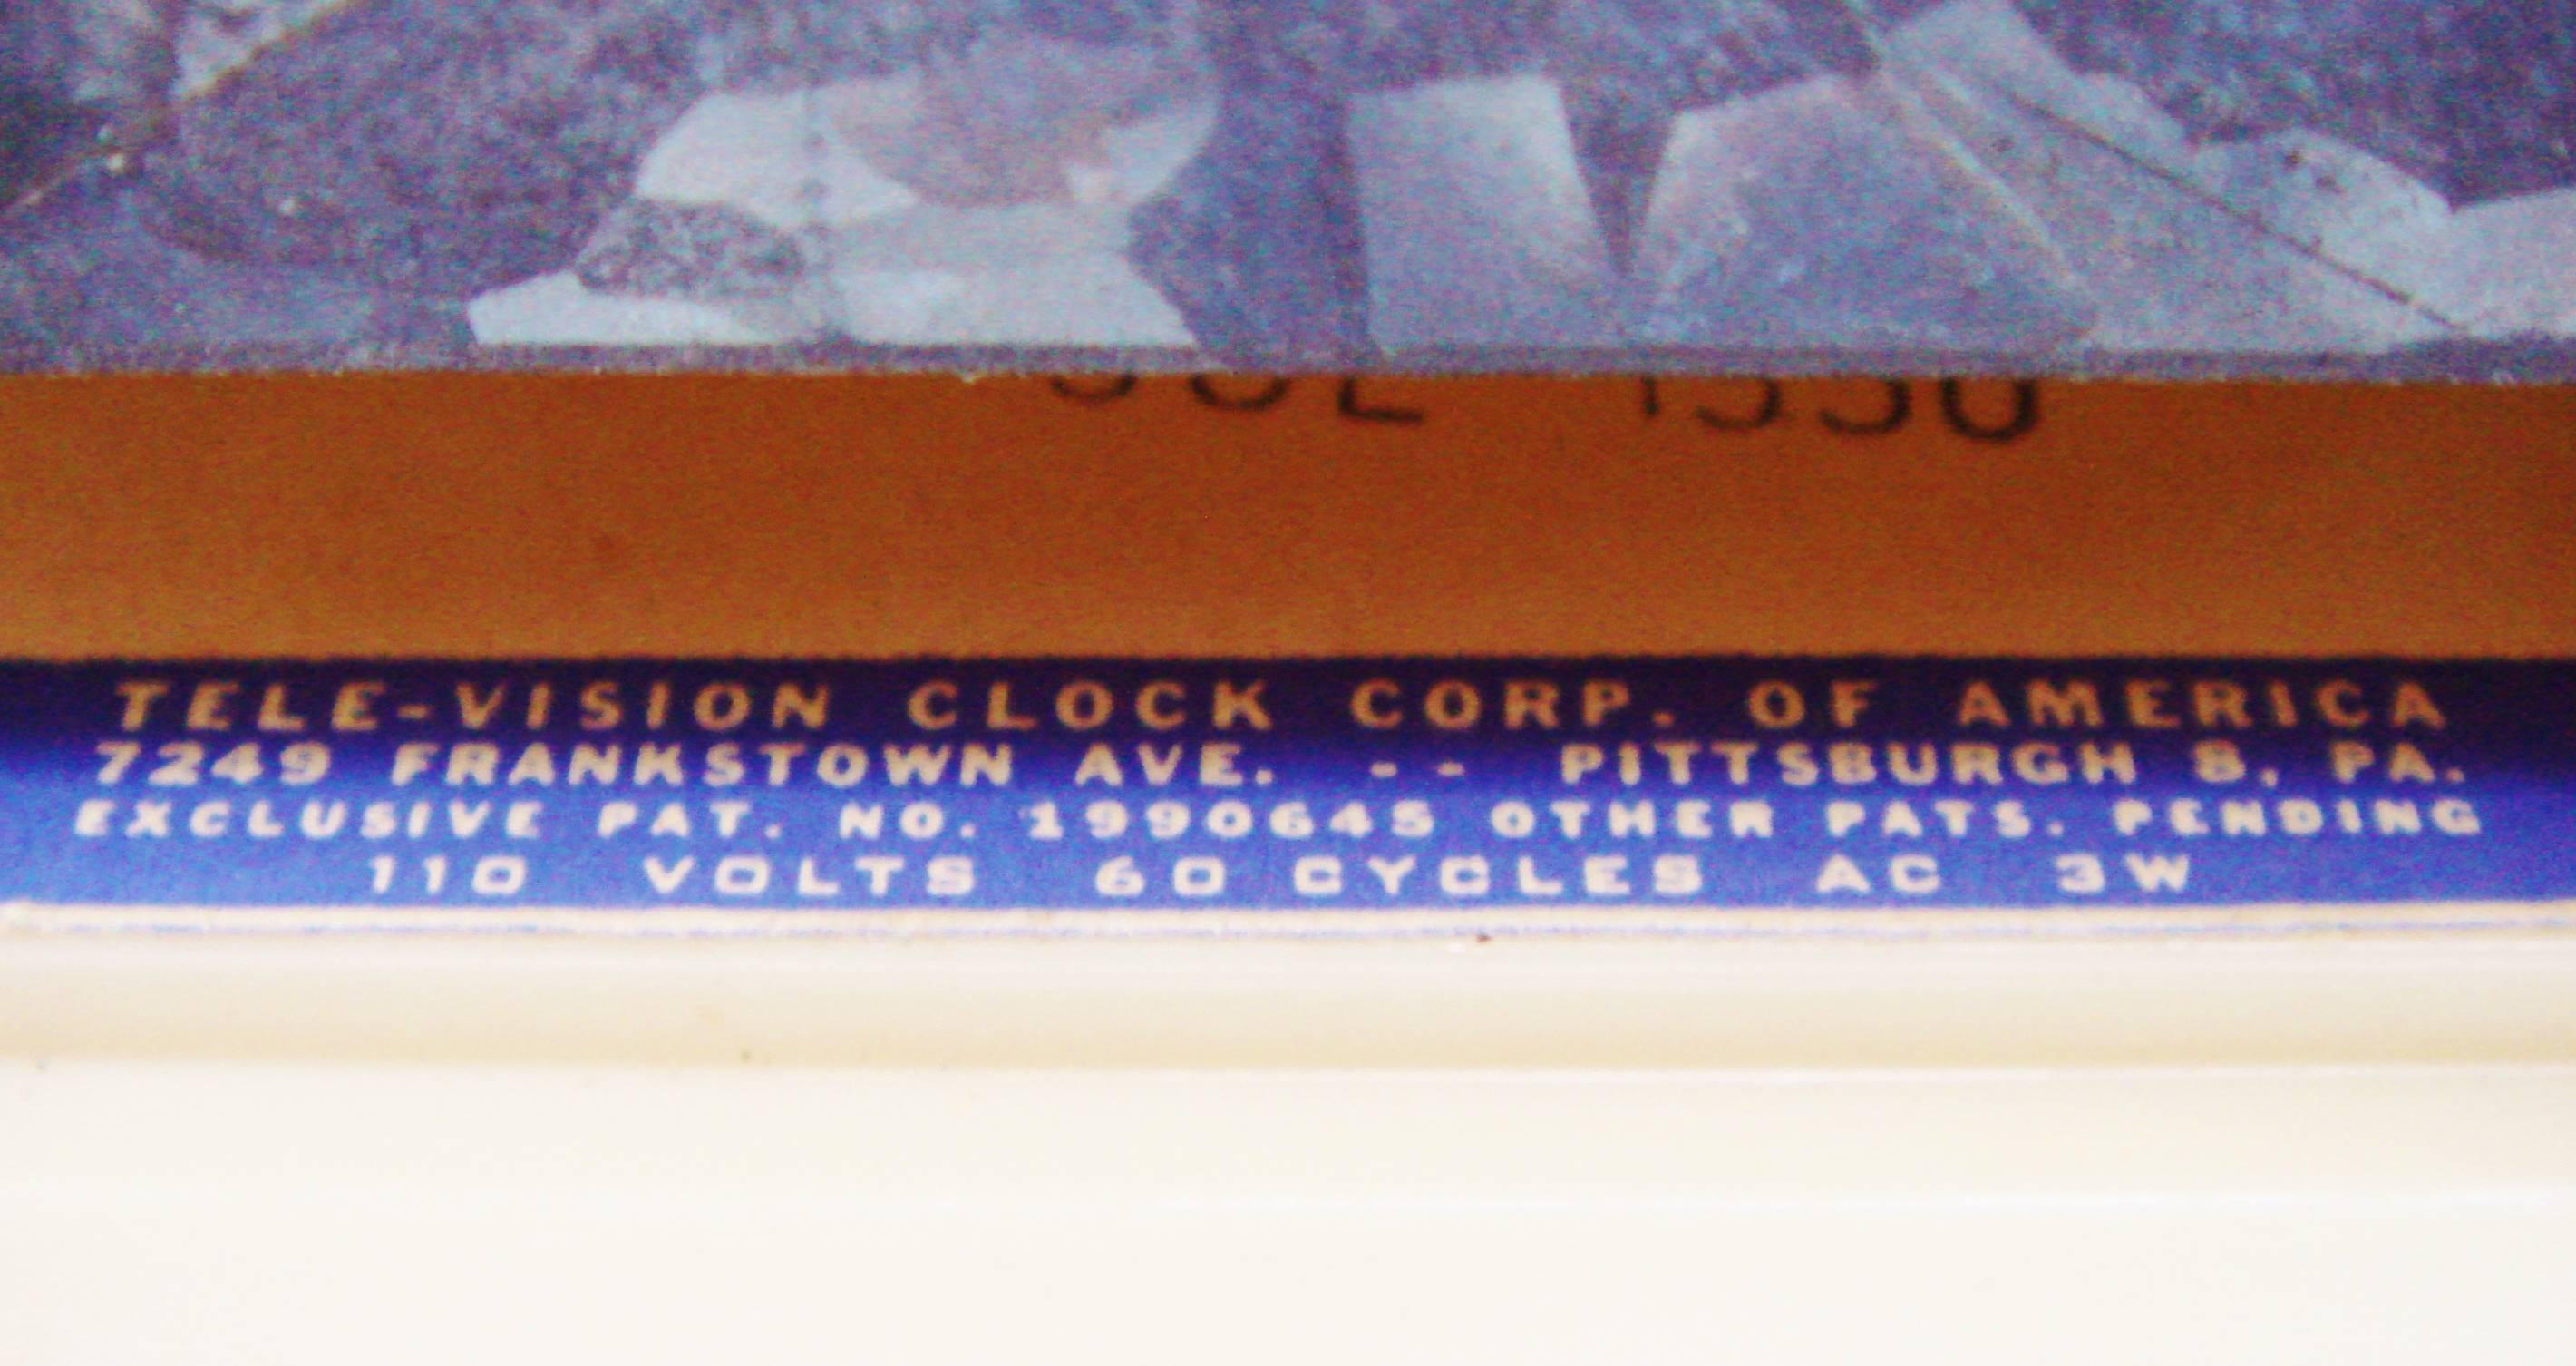 TELE-VISION CLOCK CORP. OF AMERICA
7249 FRANKSTOWN AVE. -- PITTSBURGH 8, PA.
EXCLUSIVE PAT. NO. 1990645 OTHER PATS. PENDING
110 VOLTS 60 CYCLES AC 3W